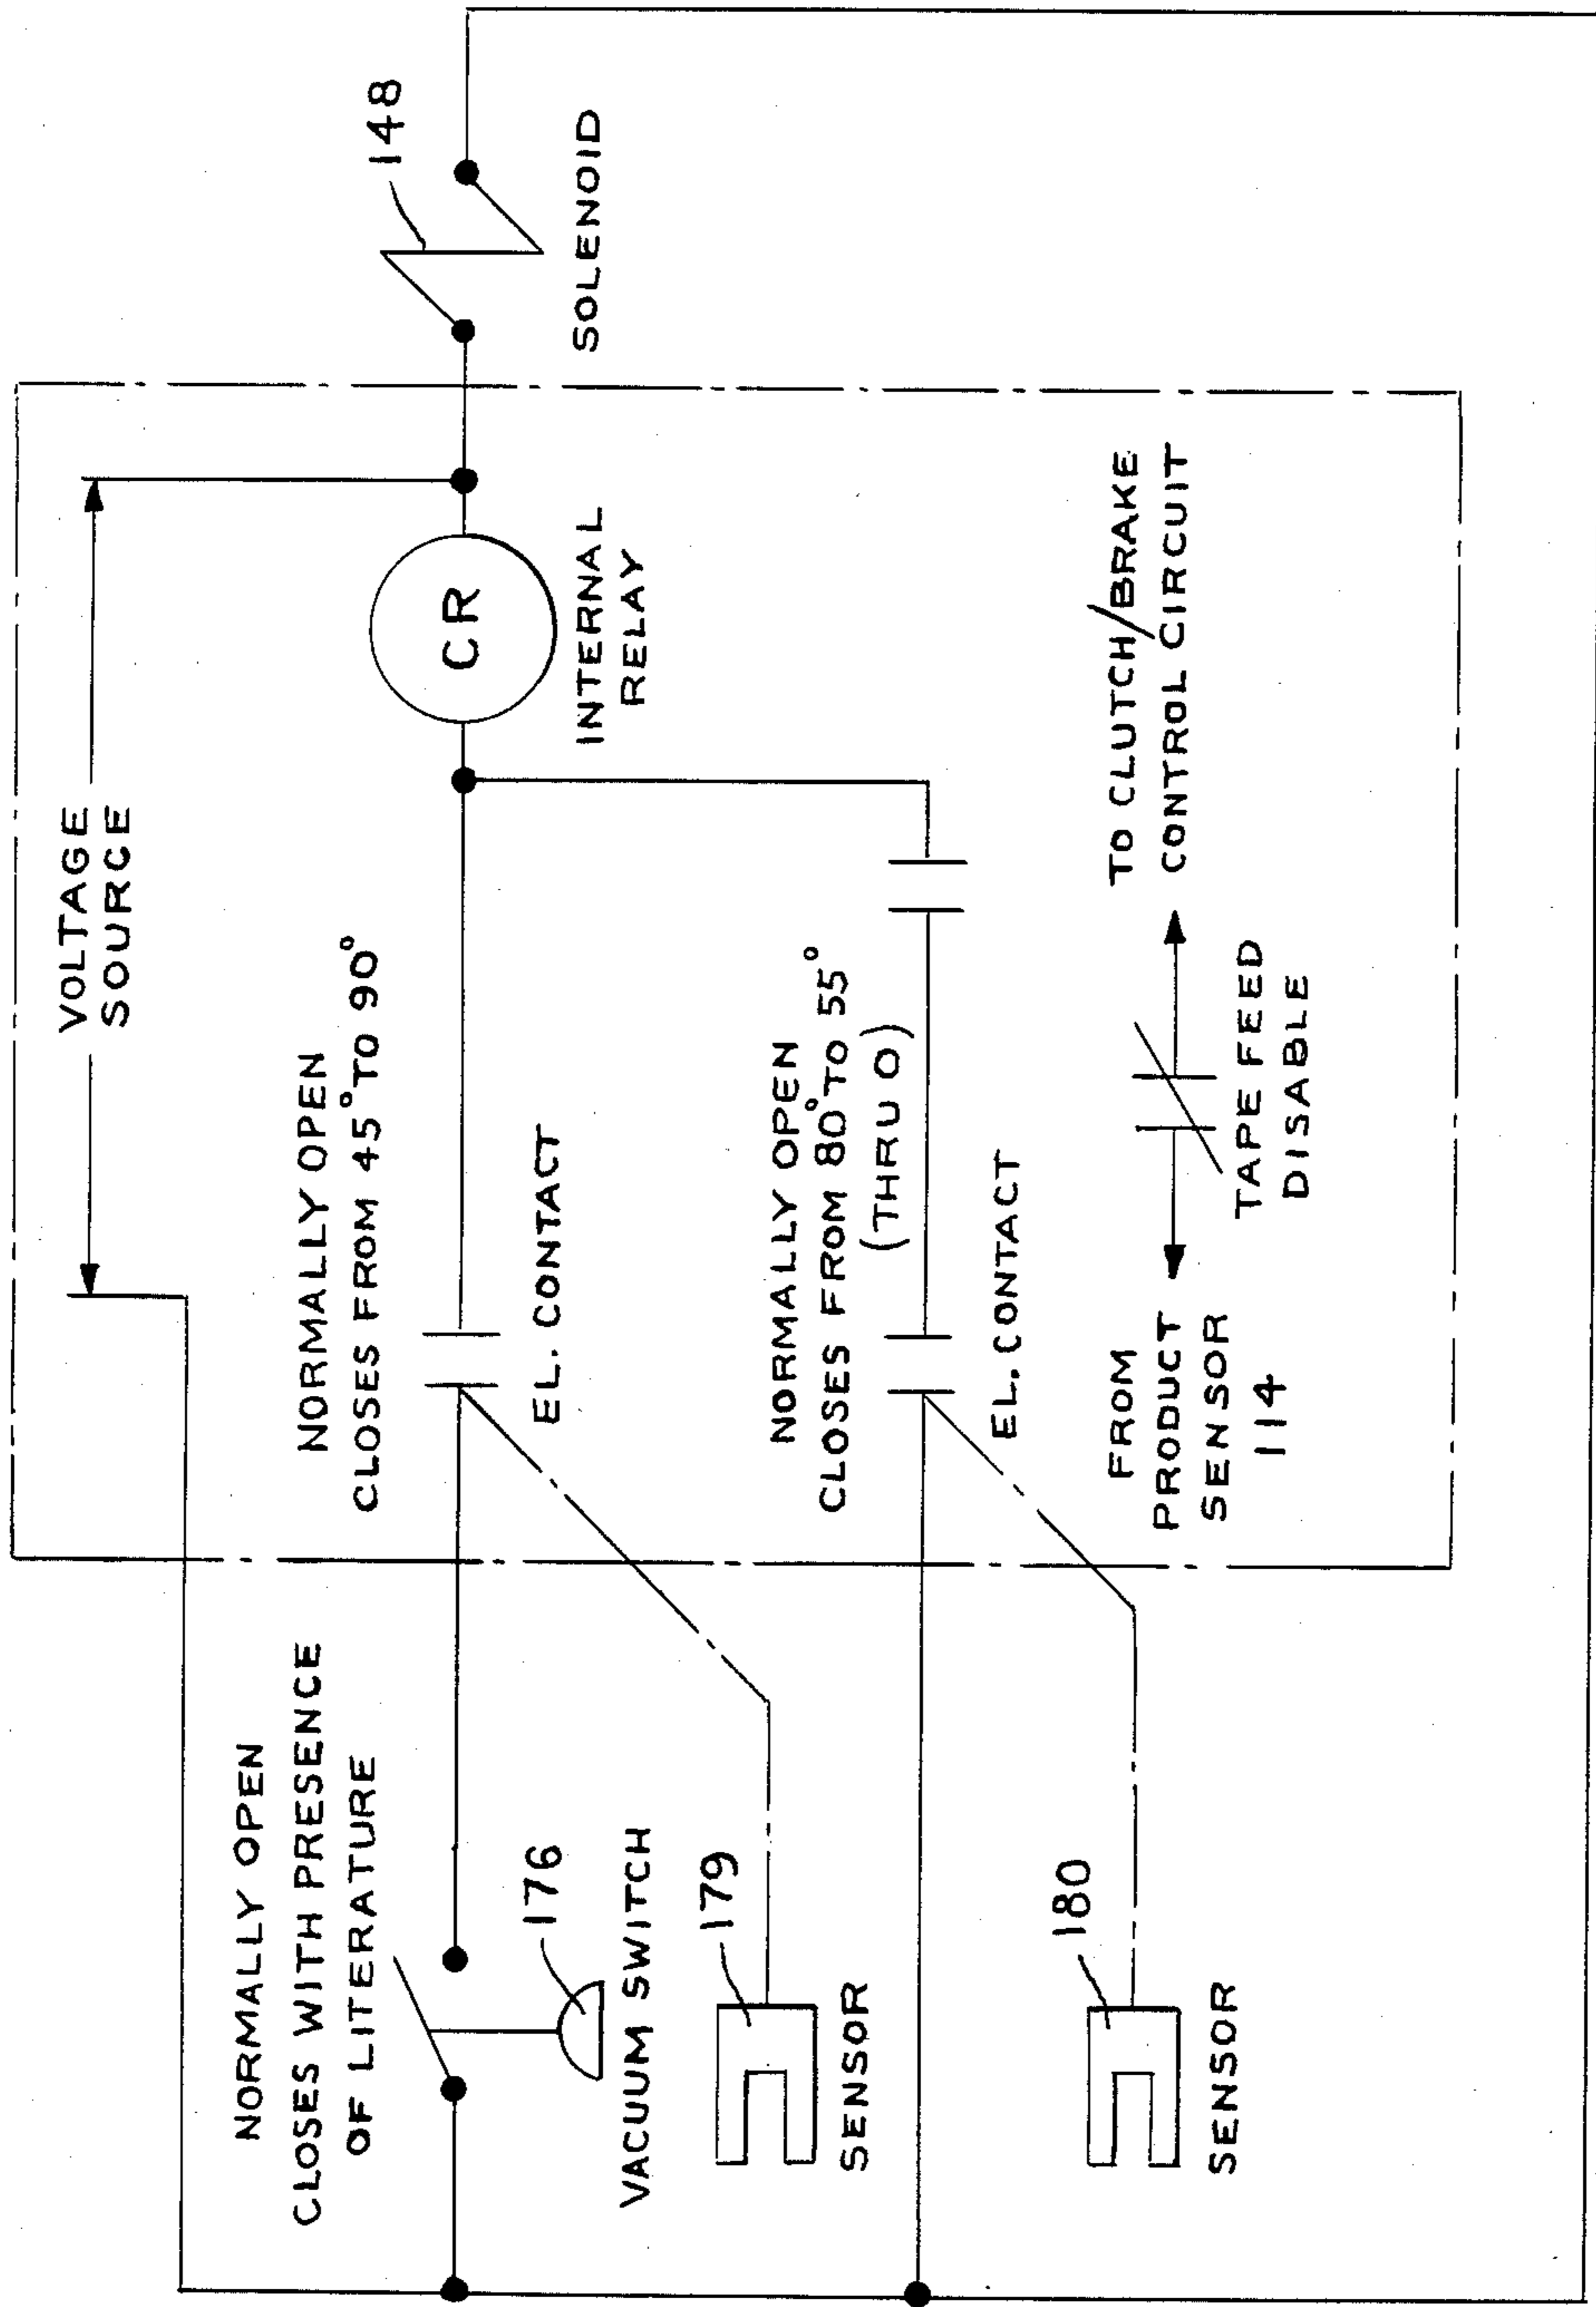 VOLTAGE
SOURCE
NORMALLY OPEN
CLOSES WITH PRESENCE
OF LITERATURE
176
VACUUM SWITCH
179
SENSOR
180
SENSOR
NORMALLY OPEN
CLOSES FROM 45° TO 90°
EL. CONTACT
NORMALLY OPEN
CLOSES FROM 80° TO 55°
(THRU 0)
EL. CONTACT
FROM
PRODUCT
SENSOR
114
TAPE FEED
DISABLE
TO CLUTCH/BRAKE
CONTROL CIRCUIT
CR
INTERNAL
RELAY
148
SOLENOID